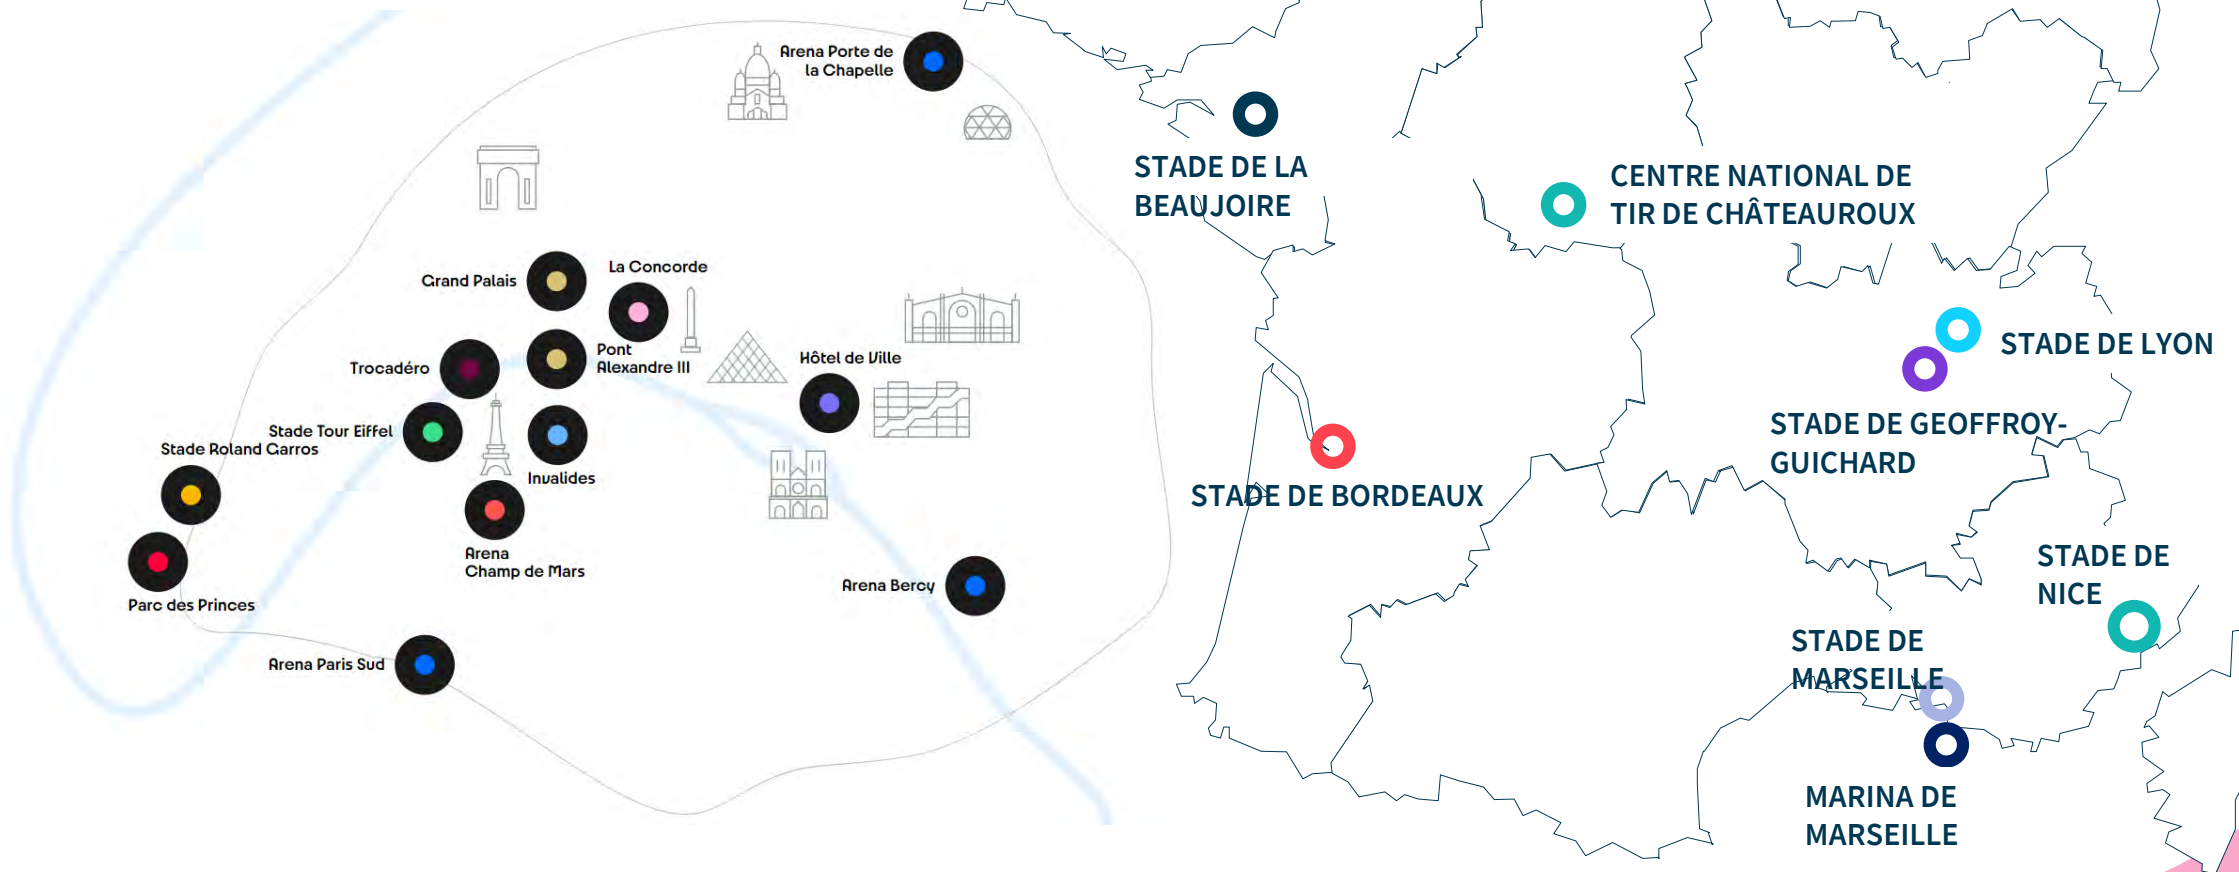 Arena Porte de
la Chapelle
Grand Palais
La Concorde
Pont
Alexandre III
Trocadéro
Hôtel de Ville
Stade Tour Eiffel
Stade Roland Garros
Invalides
Arena
Champ de Mars
Parc des Princes
Arena Bercy
Arena Paris Sud
STADE DE LA
BEAUJOIRE
CENTRE NATIONAL DE
TIR DE CHÂTEAUROUX
STADE DE LYON
STADE DE GEOFFROY-
GUICHARD
STADE DE BORDEAUX
STADE DE
NICE
STADE DE
MARSEILLE
MARINA DE
MARSEILLE